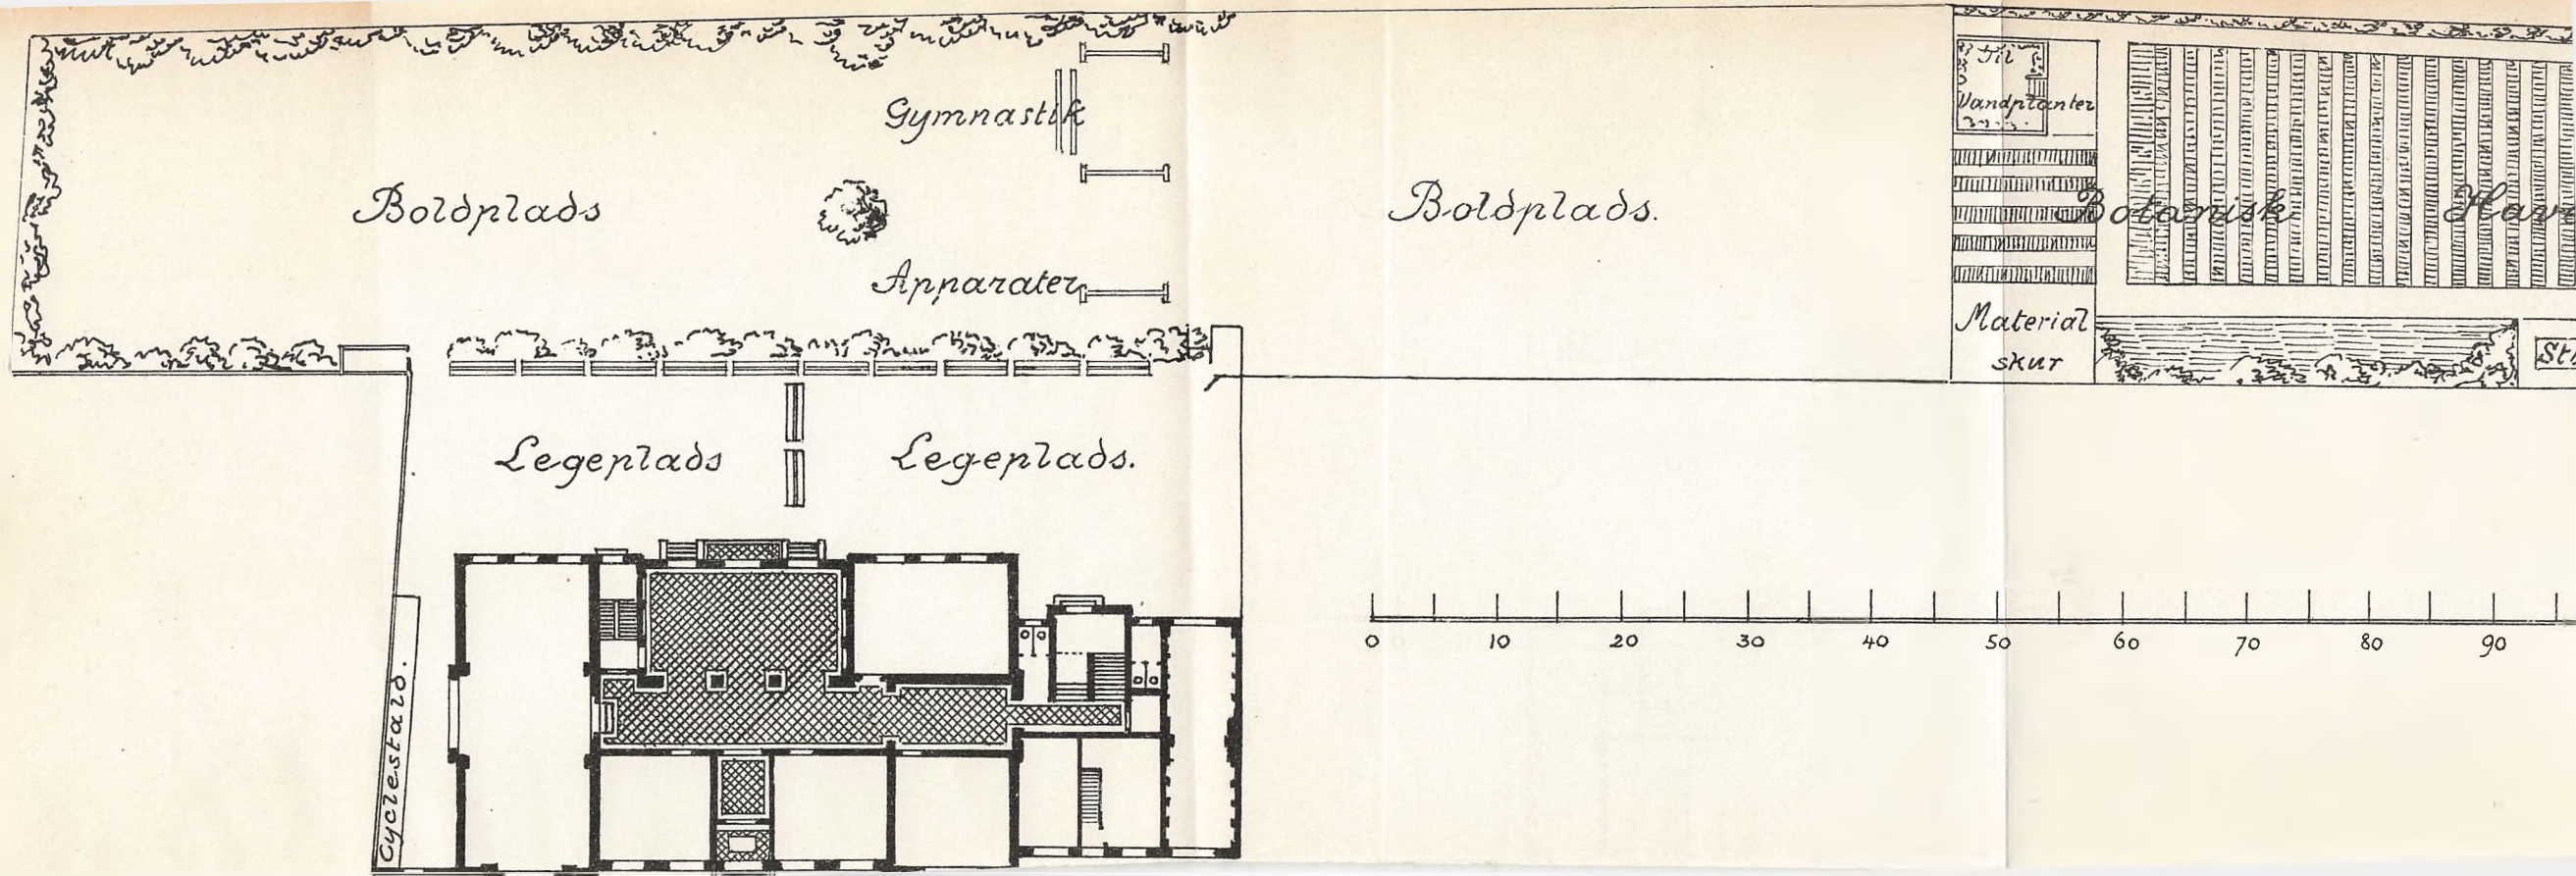 Sti
Vandplanter
Gymnastik
Boldplads
Boldplads.
Botanisk
Apparater
Material
skur
Legeplads
Legeplads.
Cyclestald.
0 10 20 30 40 50 60 70 80 90